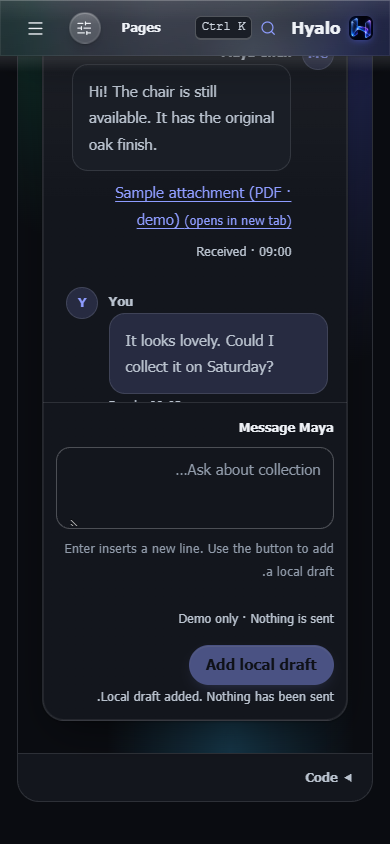 Pages
Ctrl K
Hyalo
MC
Hi! The chair is still
available. It has the original
oak finish.
Sample attachment (PDF ·
demo) (opens in new tab)
Received · 09:00
Y
You
It looks lovely. Could I
collect it on Saturday?
Message Maya
...Ask about collection
Enter inserts a new line. Use the button to add
.a local draft
Demo only · Nothing is sent
Add local draft
.Local draft added. Nothing has been sent
Code